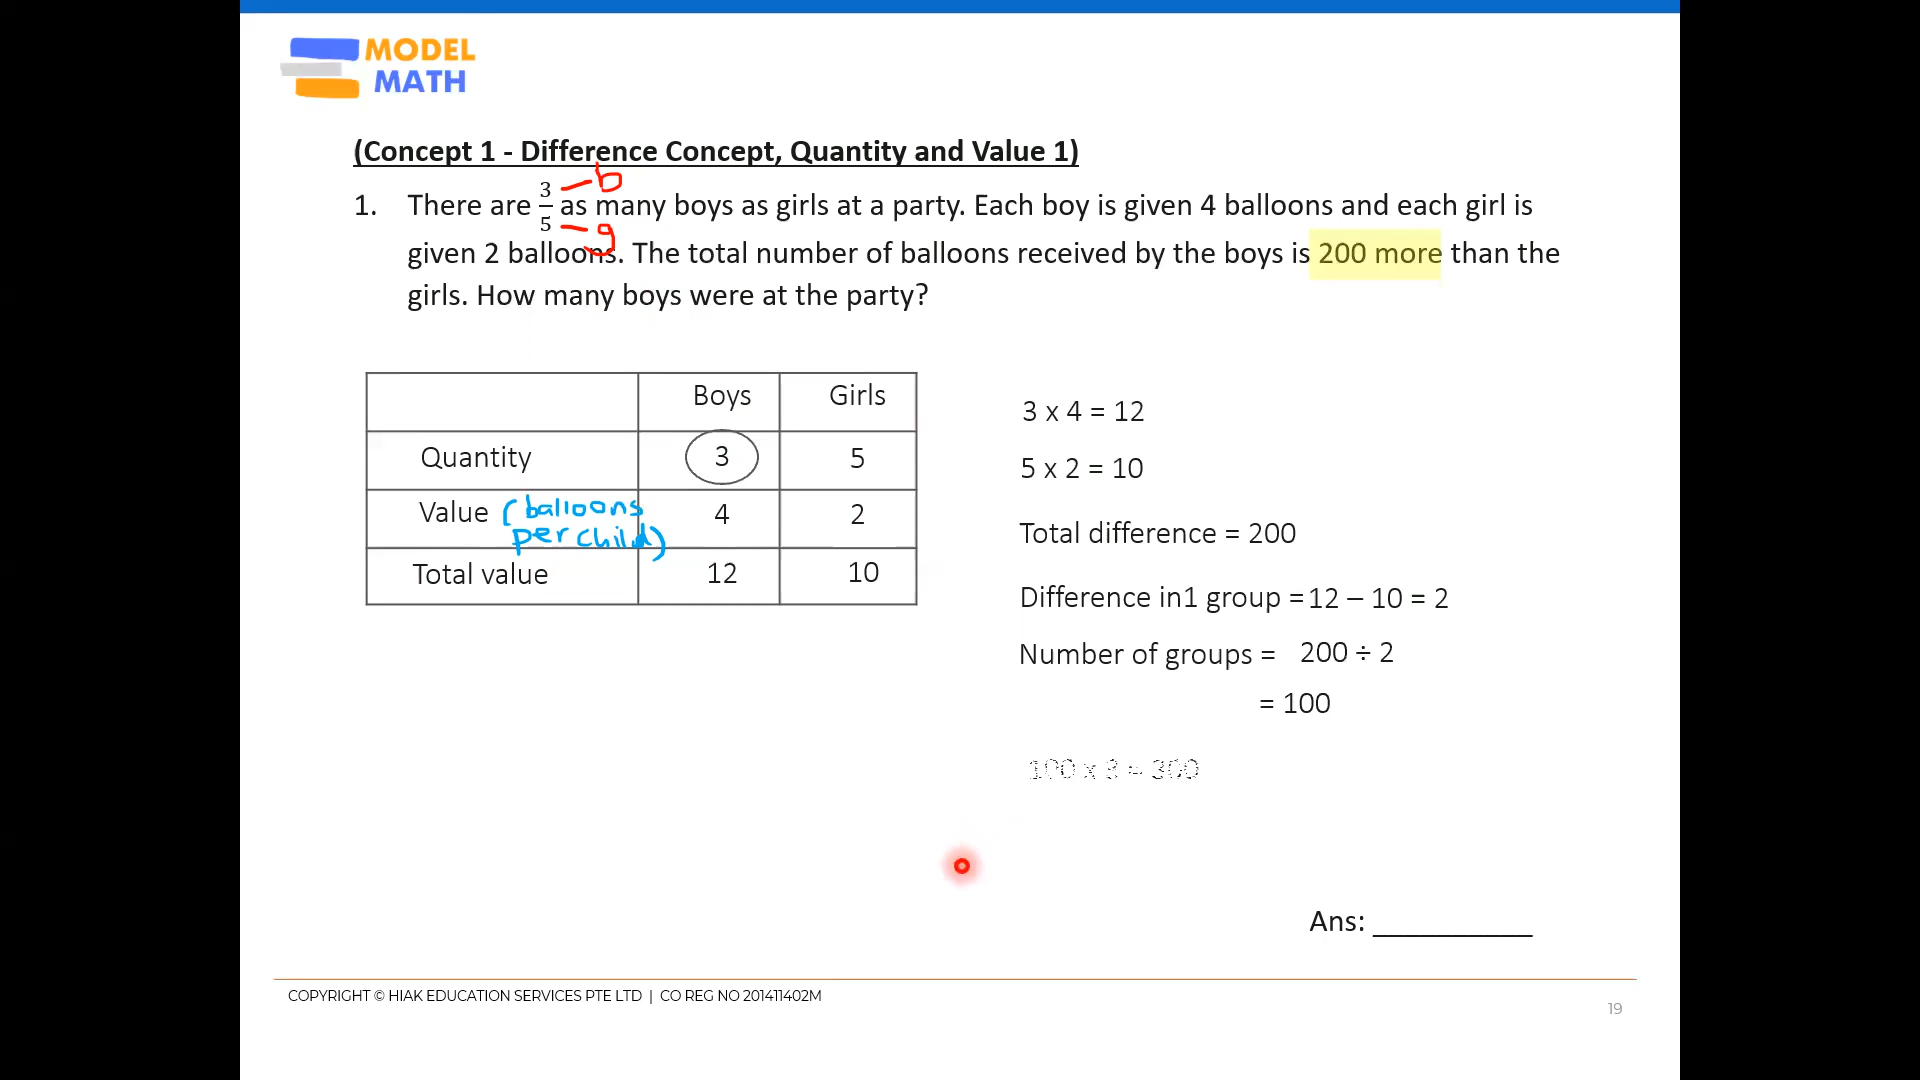 MODEL
MATH
(Concept 1 - Difference Concept, Quantity and Value 1)
b
1. There are 3/5 as many boys as girls at a party. Each boy is given 4 balloons and each girl is
g
given 2 balloons. The total number of balloons received by the boys is 200 more than the
girls. How many boys were at the party?
Boys Girls
Quantity 3 5
Value (balloons per child) 4 2
Total value 12 10
3 x 4 = 12
5 x 2 = 10
Total difference = 200
Difference in1 group =12 – 10 = 2
Number of groups = 200 ÷ 2
= 100
100 x 3 = 300
Ans: __________
COPYRIGHT © HIAK EDUCATION SERVICES PTE LTD | CO REG NO 201411402M
19